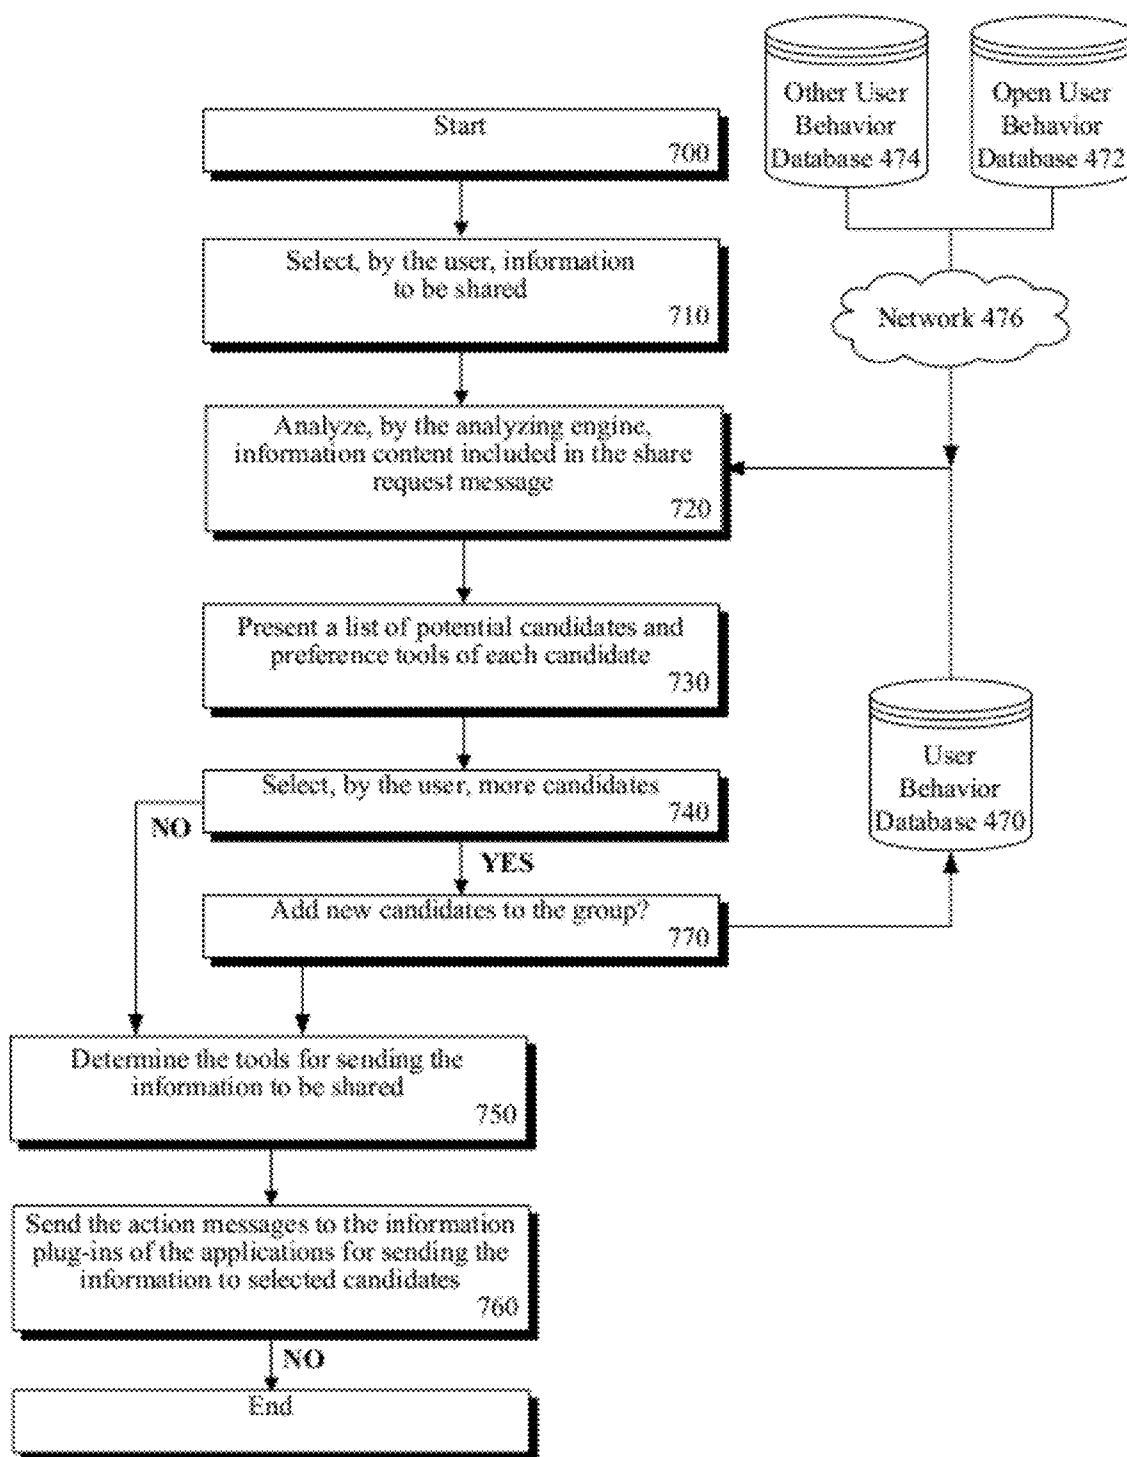 Other User
Behavior
Database 474
Open User
Behavior
Database 472
Start
700
Select, by the user, information
to be shared
710
Network 476
Analyze, by the analyzing engine,
information content included in the share
request message
720
Present a list of potential candidates and
preference tools of each candidate
730
User
Behavior
Database 470
Select, by the user, more candidates
740
NO
YES
Add new candidates to the group?
770
Determine the tools for sending the
information to be shared
750
Send the action messages to the information
plug-ins of the applications for sending the
information to selected candidates
760
NO
End